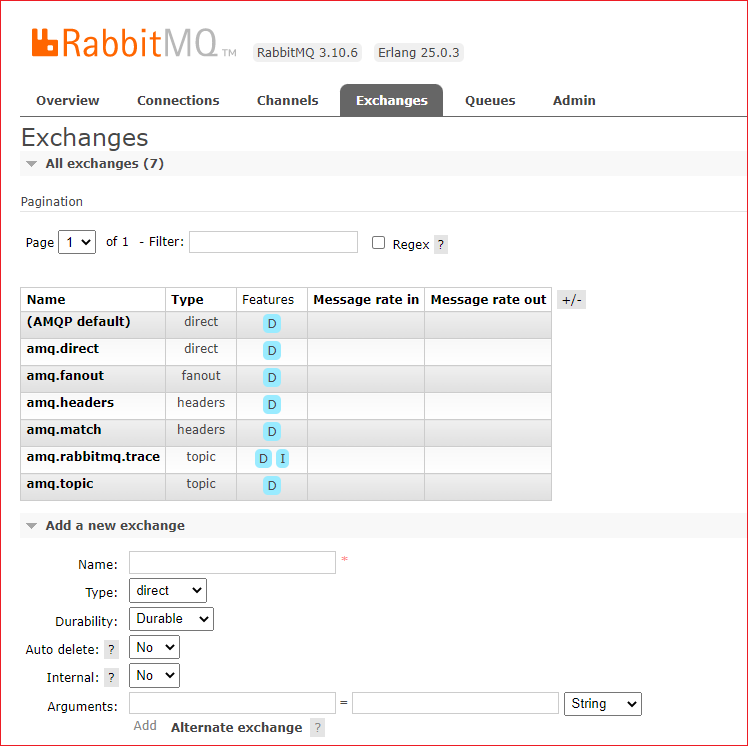 RabbitMQ TM RabbitMQ 3.10.6 Erlang 25.0.3
Overview Connections Channels Exchanges Queues Admin
Exchanges
All exchanges (7)
Pagination
Page 1 of 1 - Filter: Regex ?
Name Type Features Message rate in Message rate out +/-
(AMQP default) direct D
amq.direct direct D
amq.fanout fanout D
amq.headers headers D
amq.match headers D
amq.rabbitmq.trace topic D I
amq.topic topic D
Add a new exchange
Name: *
Type: direct
Durability: Durable
Auto delete: ? No
Internal: ? No
Arguments: = String
Add Alternate exchange ?